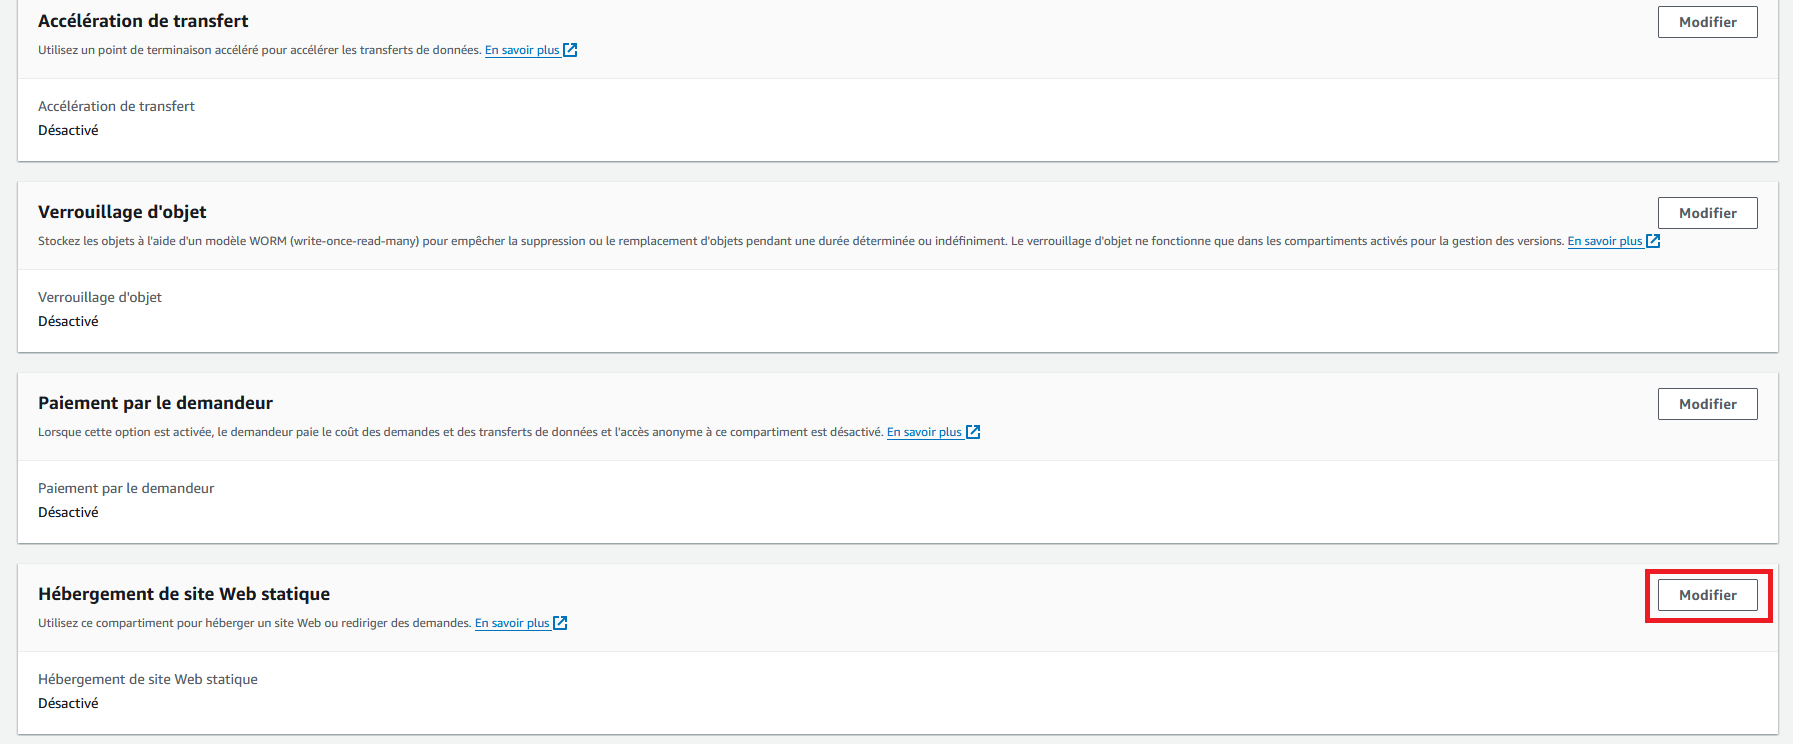 Accélération de transfert
Modifier
Utilisez un point de terminaison accéléré pour accélérer les transferts de données. En savoir plus
Accélération de transfert
Désactivé
Verrouillage d'objet
Modifier
Stockez les objets à l'aide d'un modèle WORM (write-once-read-many) pour empêcher la suppression ou le remplacement d'objets pendant une durée déterminée ou indéfiniment. Le verrouillage d'objet ne fonctionne que dans les compartiments activés pour la gestion des versions. En savoir plus
Verrouillage d'objet
Désactivé
Paiement par le demandeur
Modifier
Lorsque cette option est activée, le demandeur paie le coût des demandes et des transferts de données et l'accès anonyme à ce compartiment est désactivé. En savoir plus
Paiement par le demandeur
Désactivé
Hébergement de site Web statique
Modifier
Utilisez ce compartiment pour héberger un site Web ou rediriger des demandes. En savoir plus
Hébergement de site Web statique
Désactivé